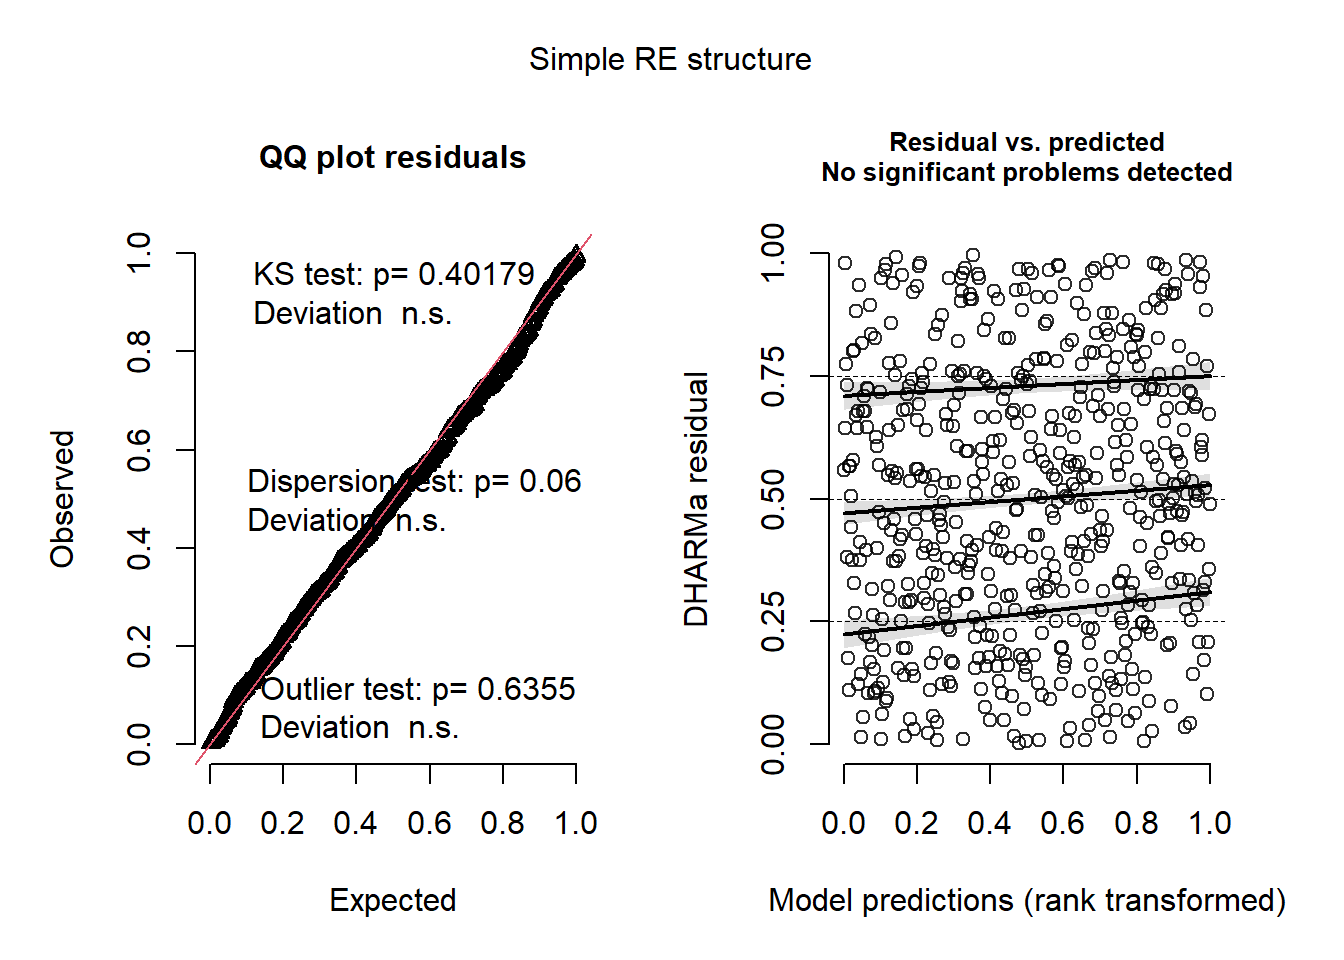 Simple RE structure
QQ plot residuals
KS test: p= 0.40179
Deviation  n.s.
Dispersion test: p= 0.06
Deviation  n.s.
Outlier test: p= 0.6355
Deviation  n.s.
Observed
0.0 0.2 0.4 0.6 0.8 1.0
0.0 0.2 0.4 0.6 0.8 1.0
Expected
Residual vs. predicted
No significant problems detected
DHARMa residual
0.00 0.25 0.50 0.75 1.00
0.0 0.2 0.4 0.6 0.8 1.0
Model predictions (rank transformed)